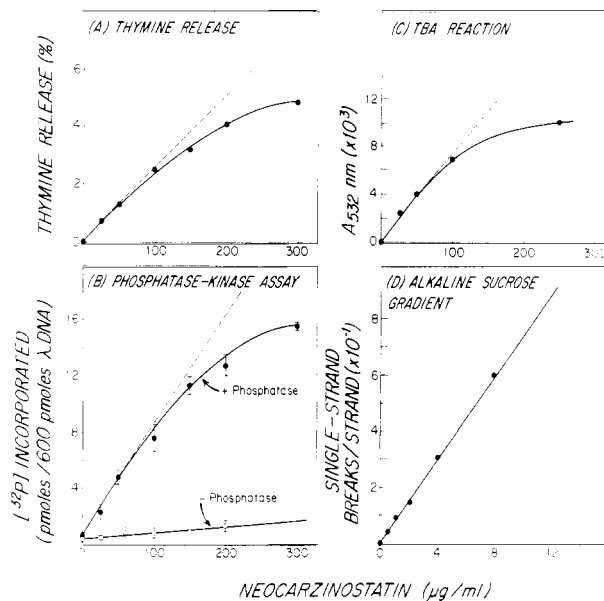 (A) THYMINE RELEASE
THYMINE RELEASE (%)
6
4
2
0
100
200
300
(C) TBA REACTION
A532 nm (x10³)
12
8
4
0
100
200
300
(B) PHOSPHATASE-KINASE ASSAY
[³²P] INCORPORATED
(pmoles/600 pmoles λDNA)
16
12
8
4
+ Phosphatase
- Phosphatase
100
200
300
(D) ALKALINE SUCROSE
GRADIENT
SINGLE-STRAND
BREAKS/STRAND (x10⁻¹)
8
6
4
2
0
4
8
12
NEOCARZINOSTATIN (μg/ml)